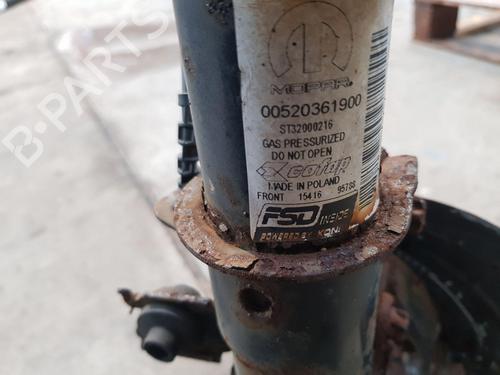 MOPAR
00520361900
ST32000216
GAS PRESSURIZED
DO NOT OPEN
cofap
MADE IN POLAND
FRONT 15416 95788
FSD INSIDE
POWERED BY KONI
B-PARTS